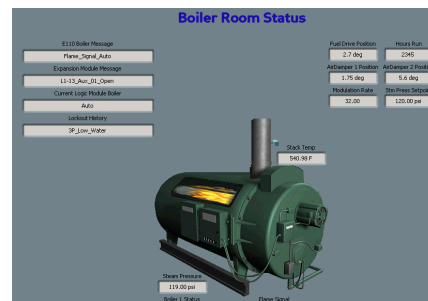 Boiler Room Status
E110 Boiler Message
Flame_Signal_Auto
Expansion Module Message
L1-13_Aux_01_Open
Current Logic Module Boiler
Auto
Lockout History
3P_Low_Water
Fuel Drive Position
2.7 deg
Hours Run
2345
AirDamper 1 Position
1.75 deg
AirDamper 2 Position
5.6 deg
Modulation Rate
32.00
Stm Press Setpoi
120.00 psi
Stack Temp
540.98 F
Steam Pressure
119.00 psi
Boiler 1 Status
Flame Signal